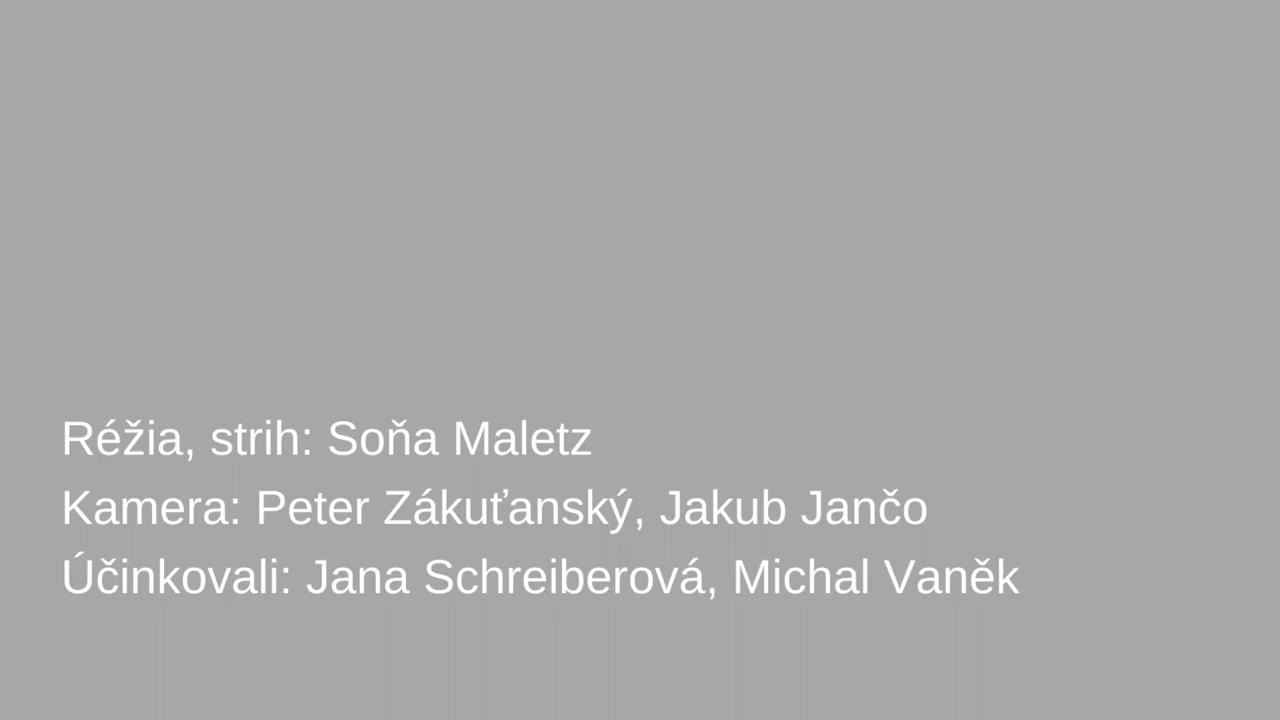 Réžia, strih: Soňa Maletz
Kamera: Peter Zákuťanský, Jakub Jančo
Účinkovali: Jana Schreiberová, Michal Vaněk